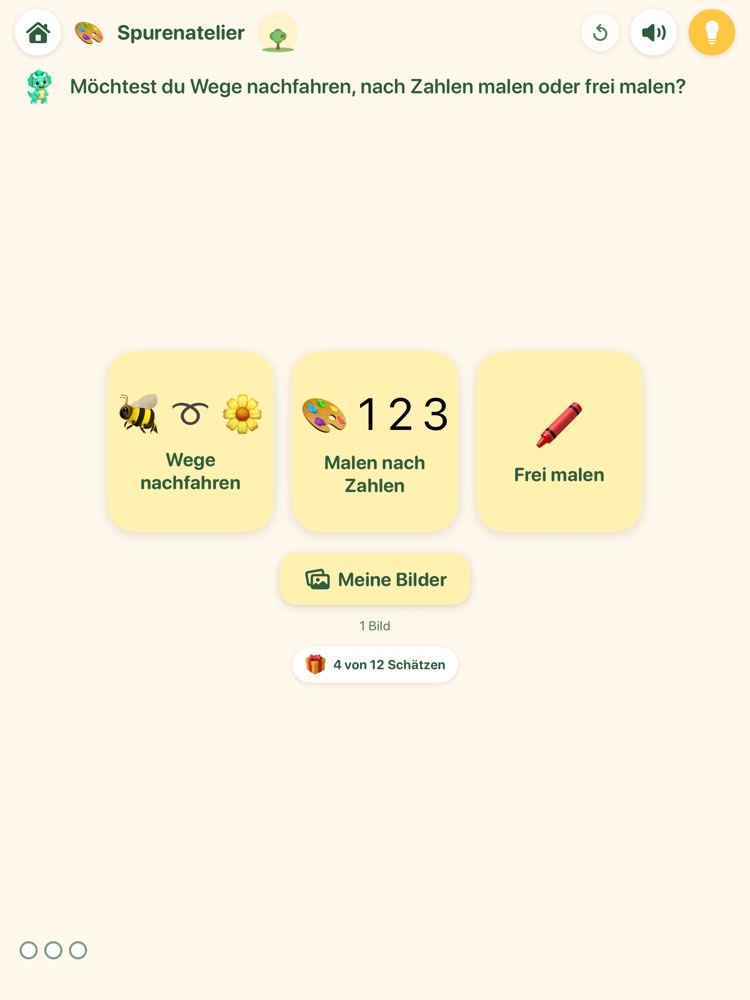 Spurenatelier
Möchtest du Wege nachfahren, nach Zahlen malen oder frei malen?
1 2 3
Wege
nachfahren
Malen nach
Zahlen
Frei malen
Meine Bilder
1 Bild
4 von 12 Schätzen